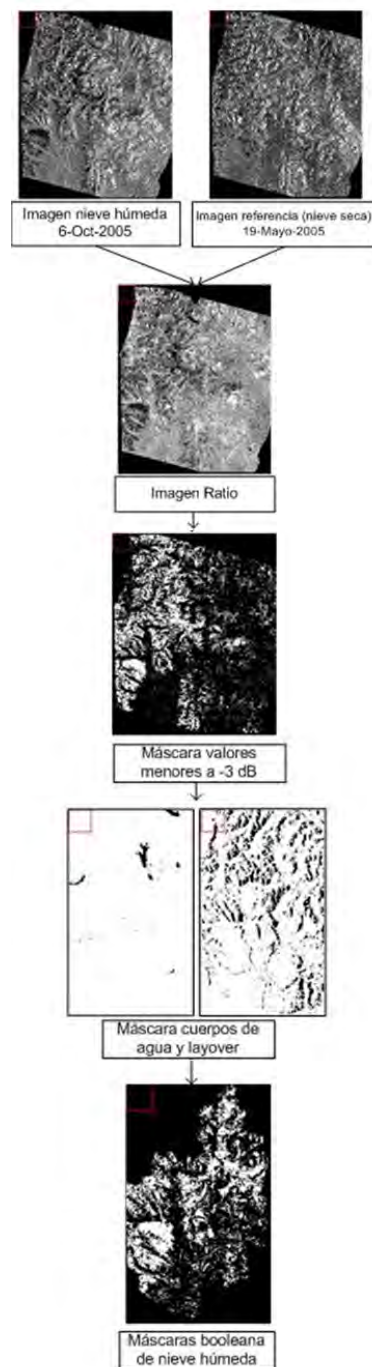 Imagen nieve húmeda
6-Oct-2005
Imagen referencia (nieve seca)
19-Mayo-2005
Imagen Ratio
Máscara valores
menores a -3 dB
Máscara cuerpos de
agua y layover
Máscaras booleana
de nieve húmeda